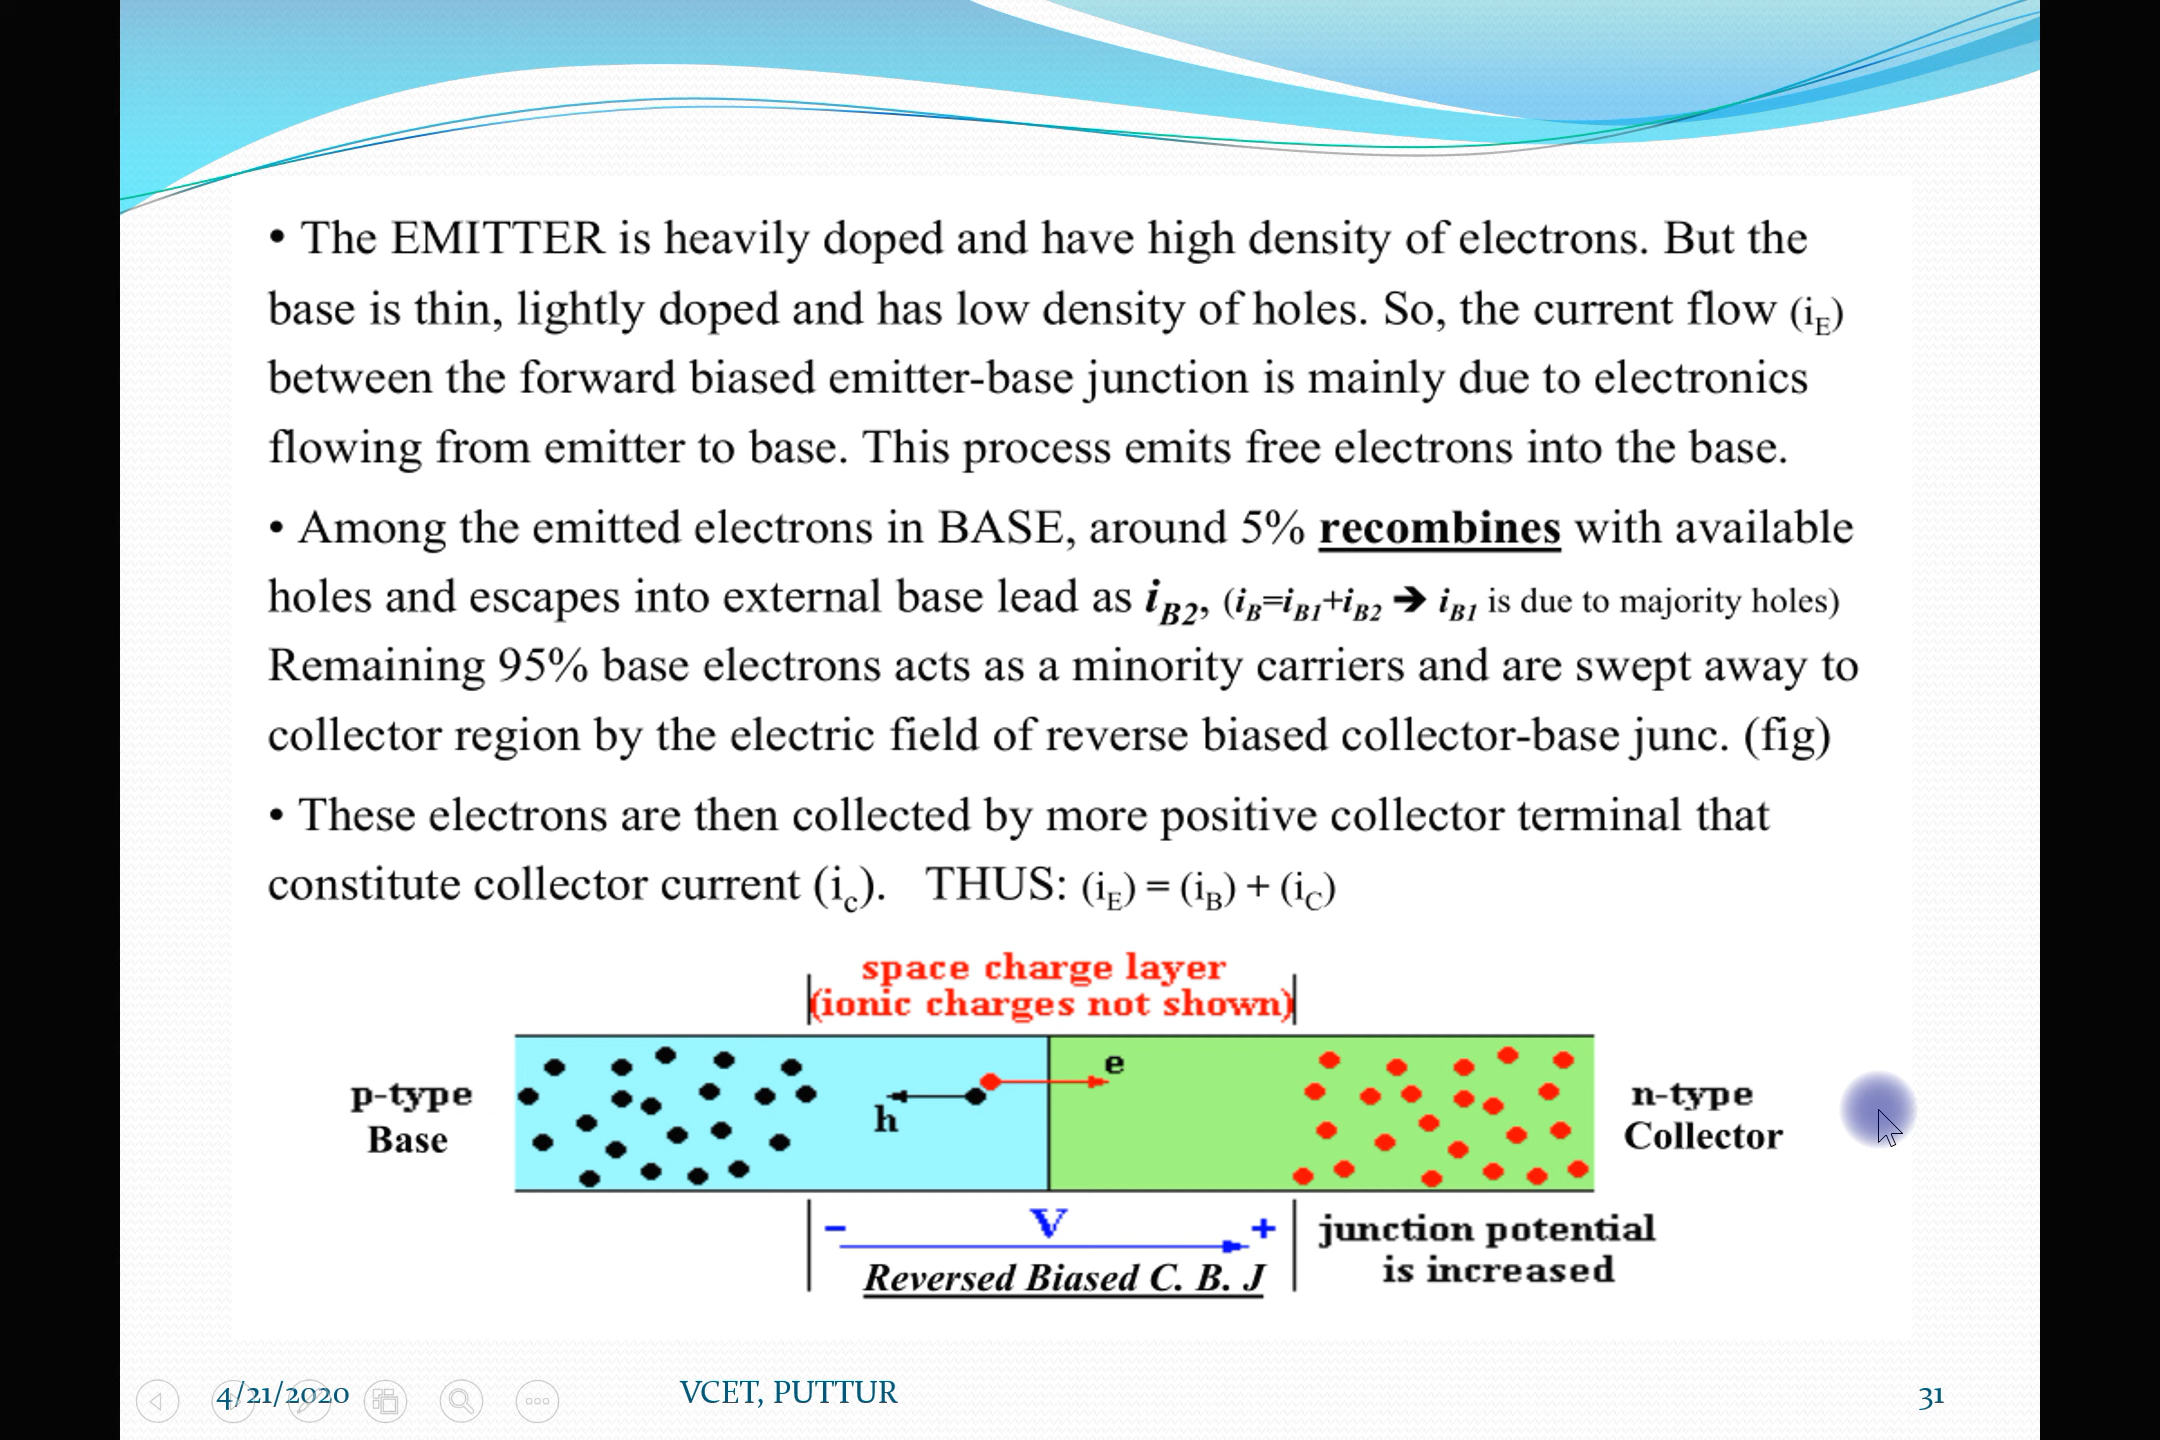 • The EMITTER is heavily doped and have high density of electrons. But the
base is thin, lightly doped and has low density of holes. So, the current flow (iE)
between the forward biased emitter-base junction is mainly due to electronics
flowing from emitter to base. This process emits free electrons into the base.
• Among the emitted electrons in BASE, around 5% recombines with available
holes and escapes into external base lead as iB2, (iB=iB1+iB2 ➔ iB1 is due to majority holes)
Remaining 95% base electrons acts as a minority carriers and are swept away to
collector region by the electric field of reverse biased collector-base junc. (fig)
• These electrons are then collected by more positive collector terminal that
constitute collector current (ic). THUS: (iE) = (iB) + (iC)
space charge layer
(ionic charges not shown)
p-type
Base
h
e
n-type
Collector
- V +
Reversed Biased C. B. J
junction potential
is increased
4/21/2020
VCET, PUTTUR
31